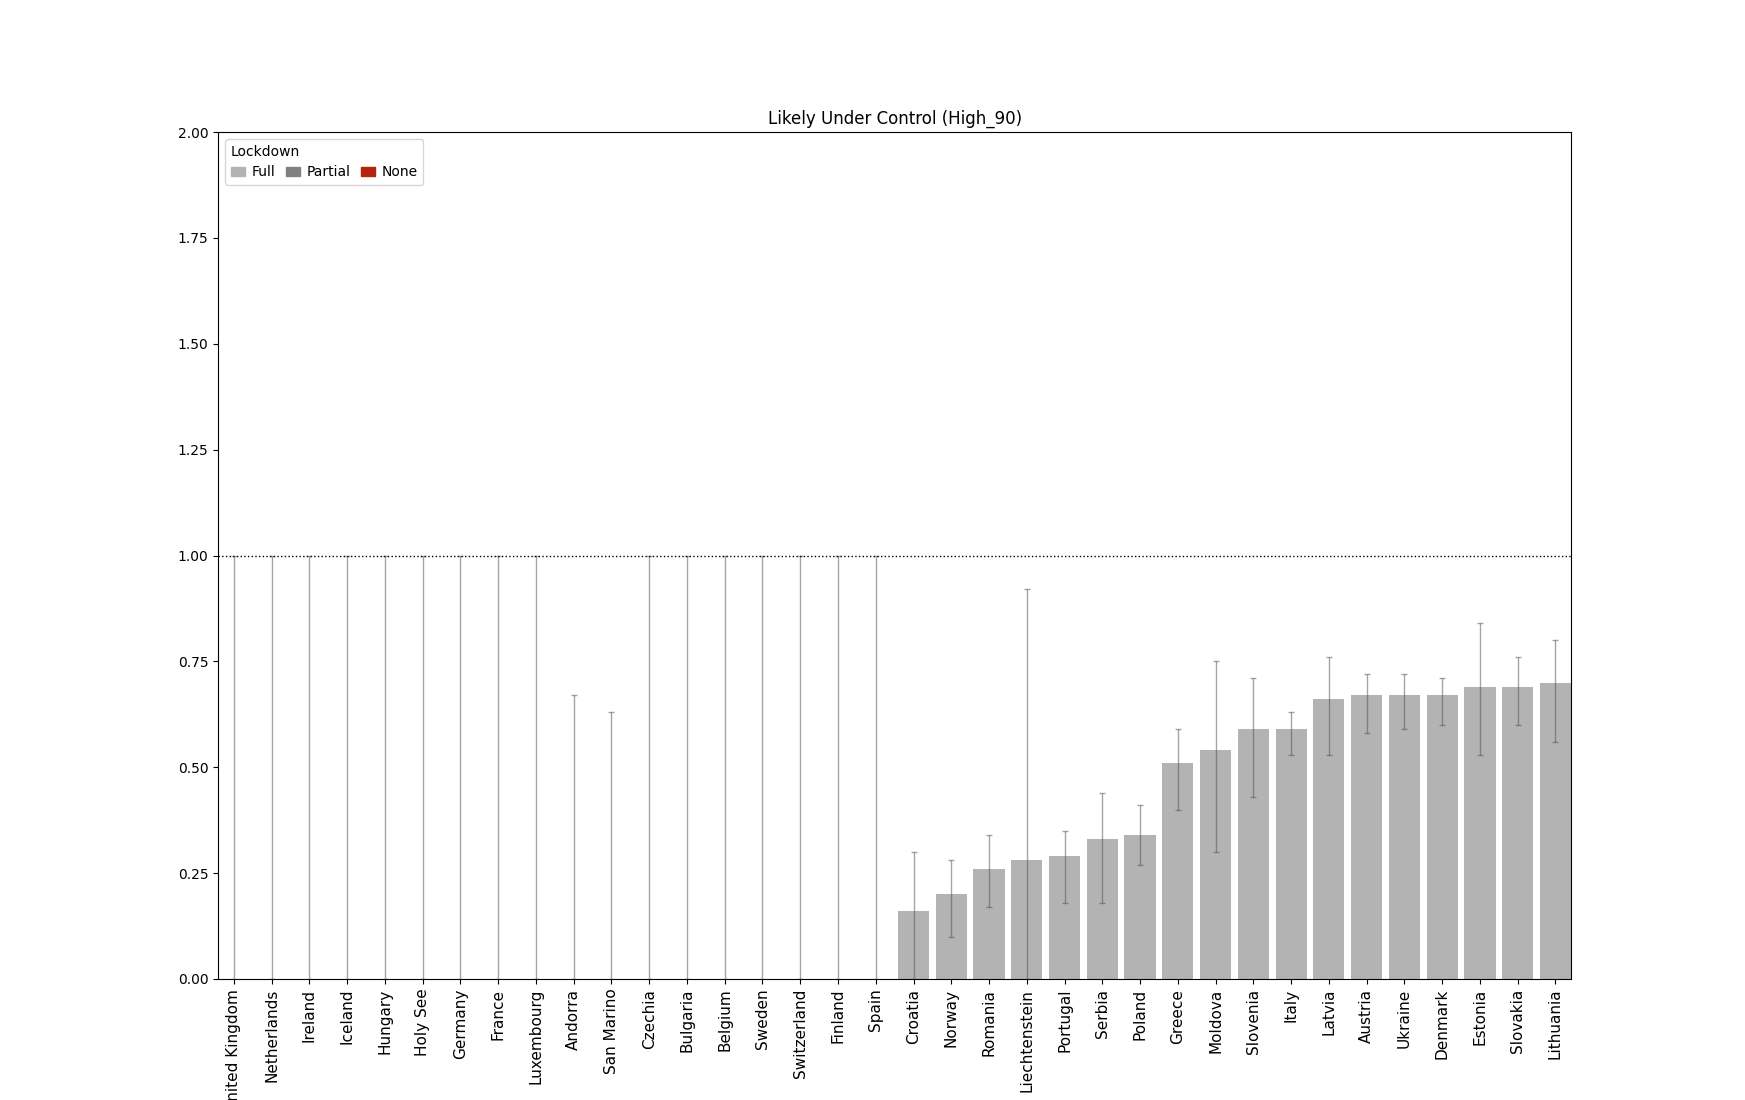 Likely Under Control (High_90)
Lockdown
Full Partial None
2.00
1.75
1.50
1.25
1.00
0.75
0.50
0.25
0.00
nited Kingdom
Netherlands
Ireland
Iceland
Hungary
Holy See
Germany
France
Luxembourg
Andorra
San Marino
Czechia
Bulgaria
Belgium
Sweden
Switzerland
Finland
Spain
Croatia
Norway
Romania
Liechtenstein
Portugal
Serbia
Poland
Greece
Moldova
Slovenia
Italy
Latvia
Austria
Ukraine
Denmark
Estonia
Slovakia
Lithuania